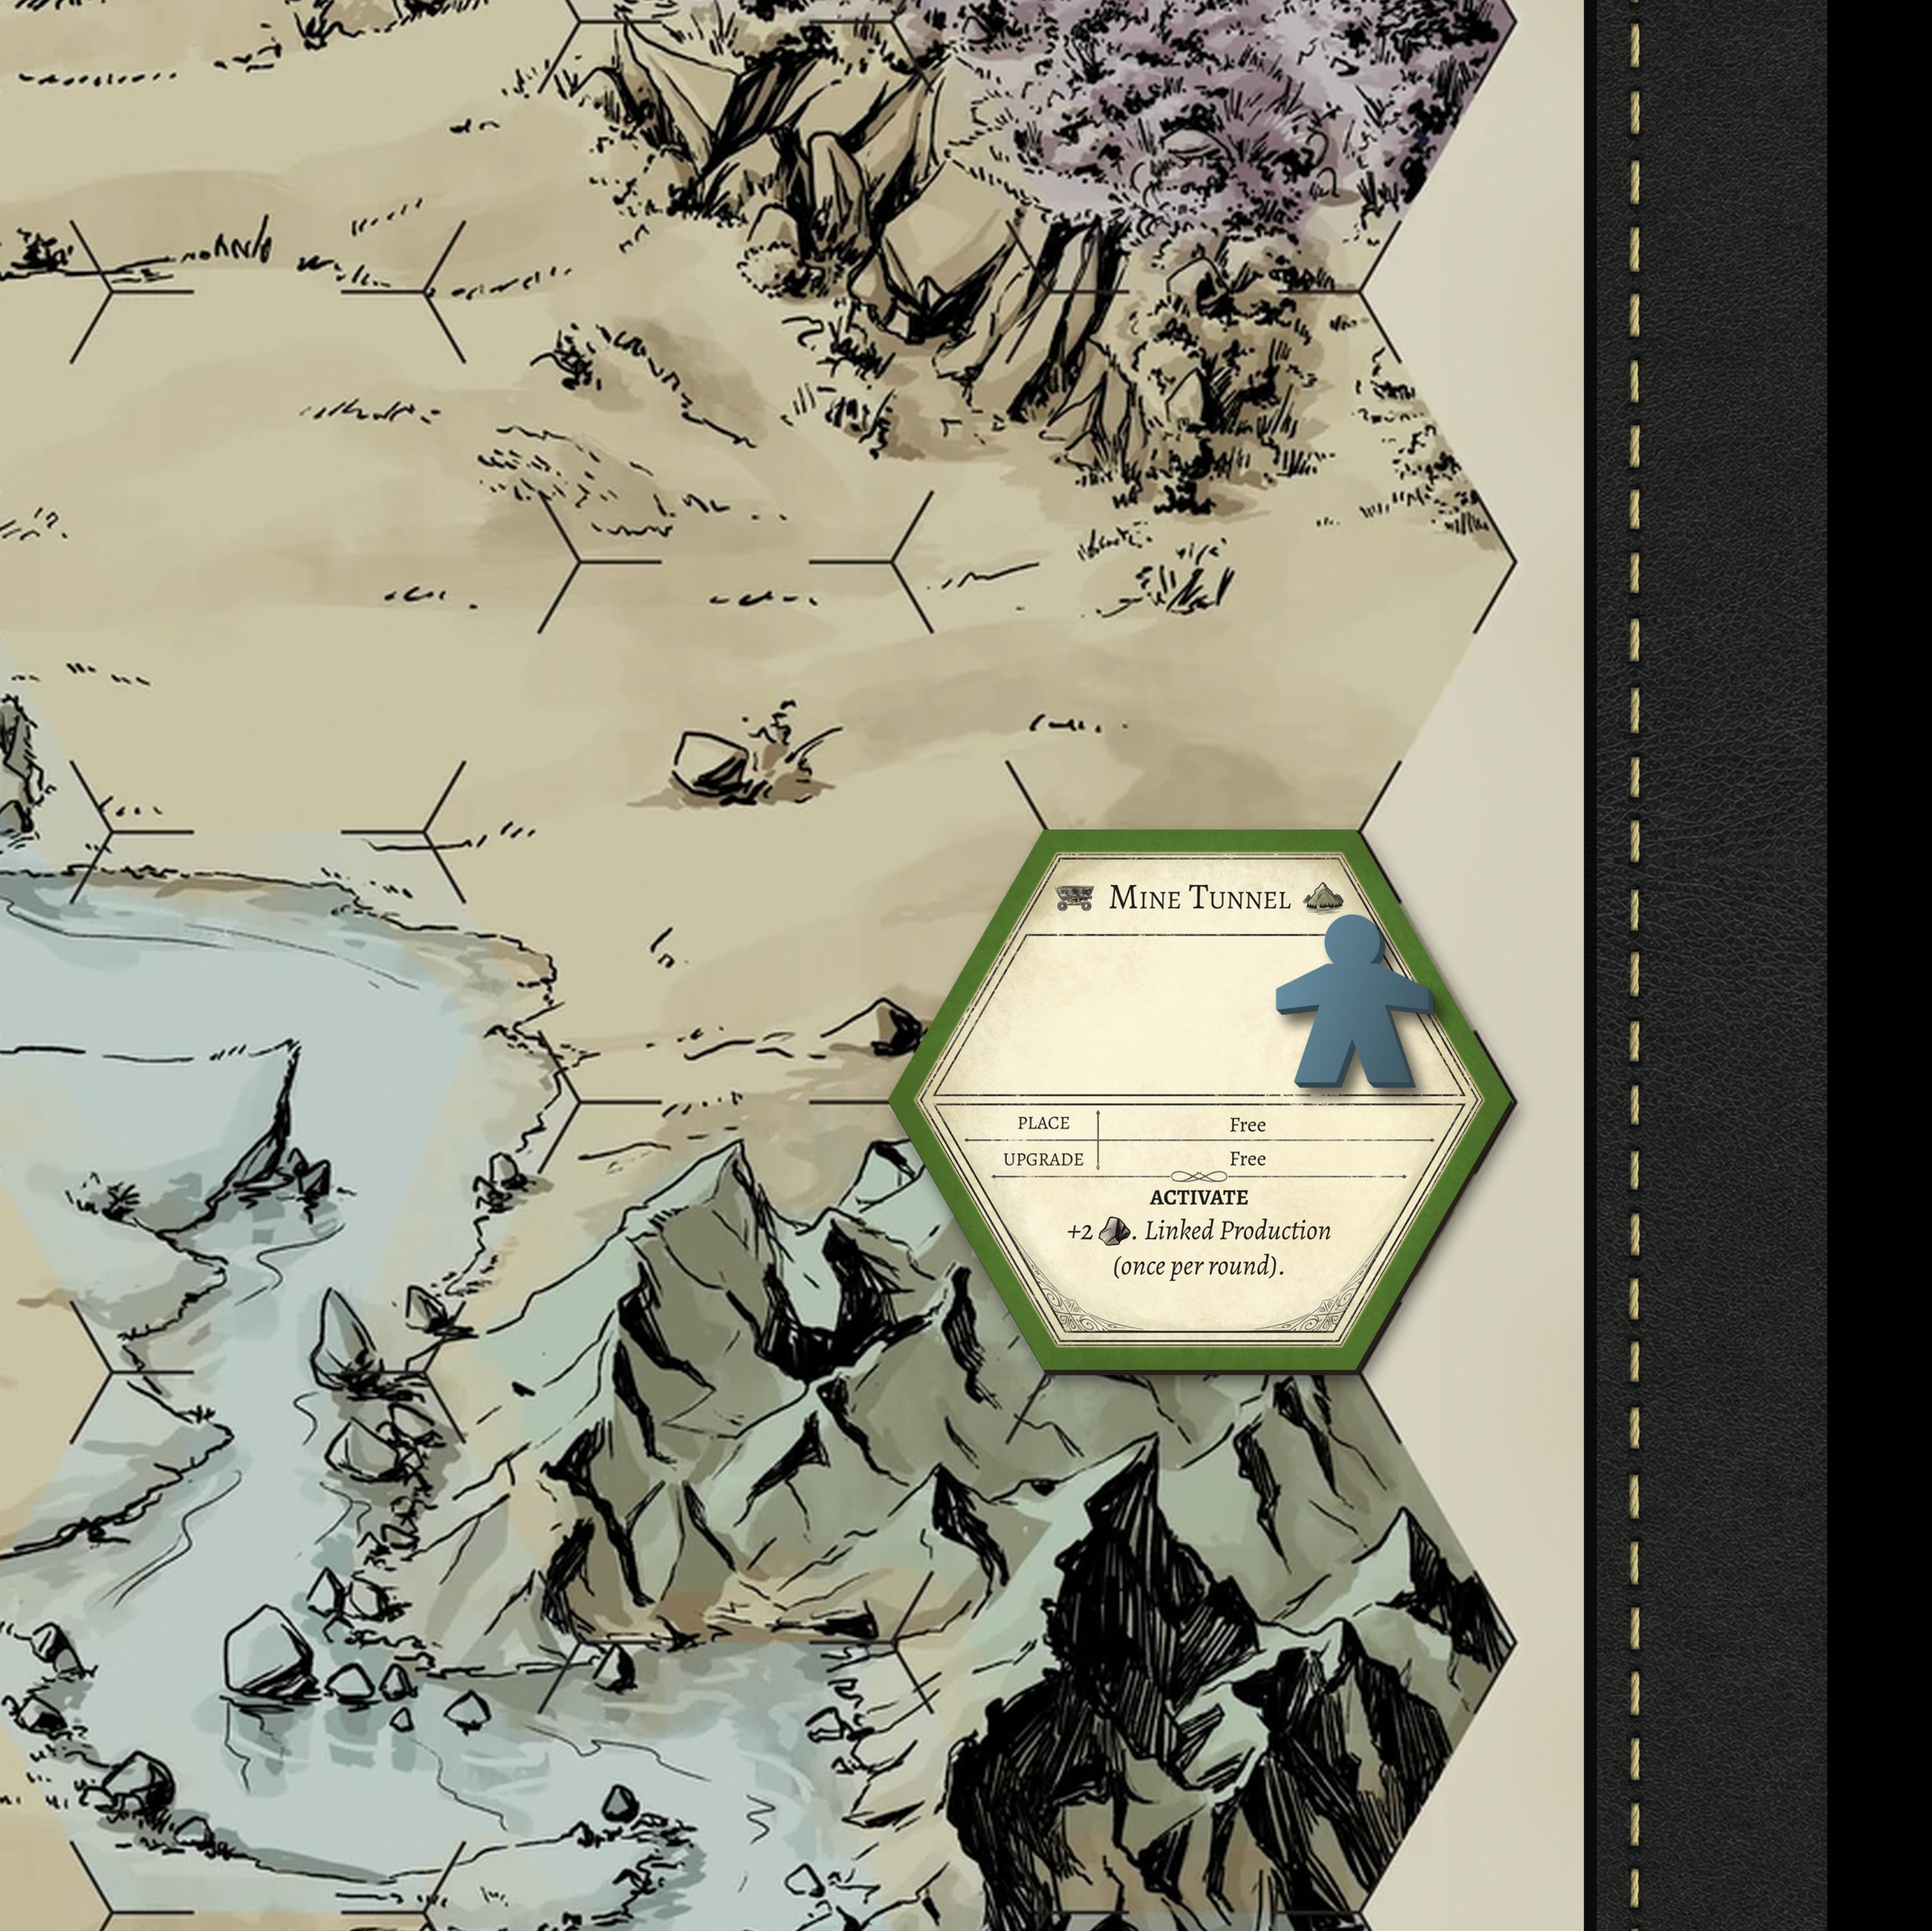 Mine Tunnel
PLACE Free
UPGRADE Free
ACTIVATE
+2 . Linked Production
(once per round).